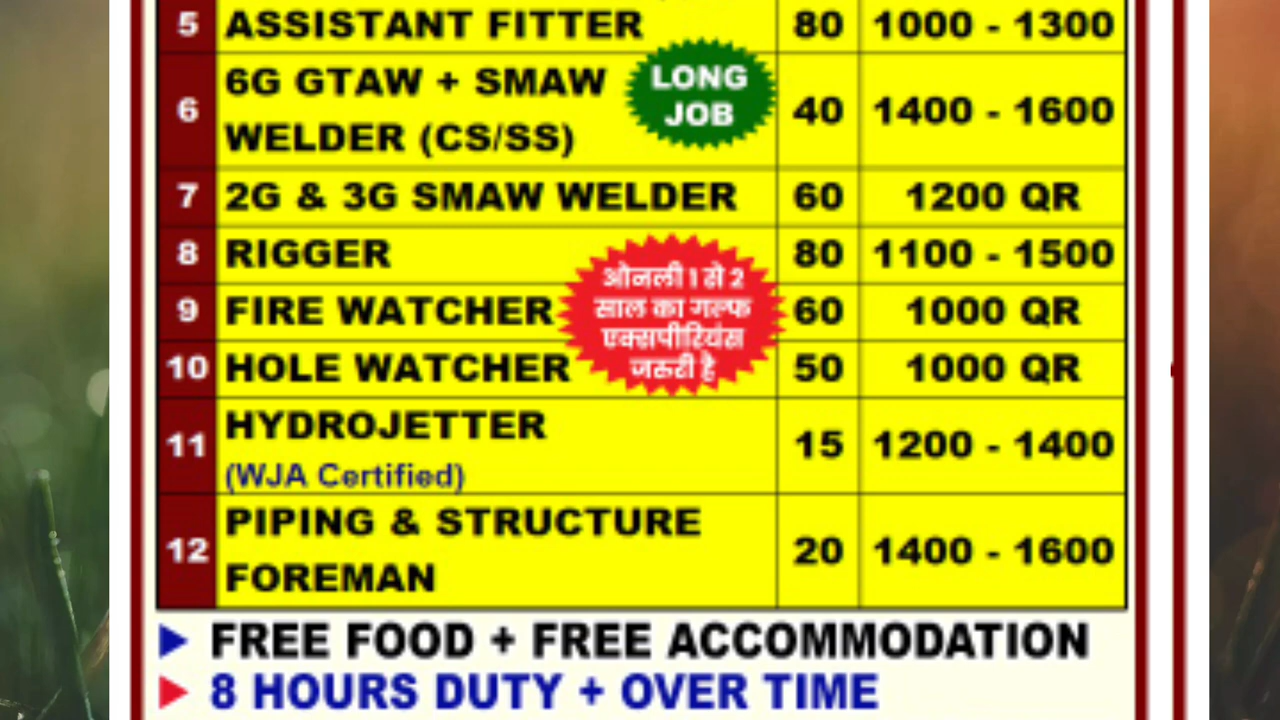 5 ASSISTANT FITTER 80 1000 - 1300
6G GTAW + SMAW
LONG
JOB
6 40 1400 - 1600
WELDER (CS/SS)
7 2G & 3G SMAW WELDER 60 1200 QR
8 RIGGER 80 1100 - 1500
ओनली 1 से 2
साल का गल्फ
एक्सपीरियंस
जरुरी है
9 FIRE WATCHER 60 1000 QR
10 HOLE WATCHER 50 1000 QR
HYDROJETTER
11 15 1200 - 1400
(WJA Certified)
PIPING & STRUCTURE
12 20 1400 - 1600
FOREMAN
FREE FOOD + FREE ACCOMMODATION
8 HOURS DUTY + OVER TIME